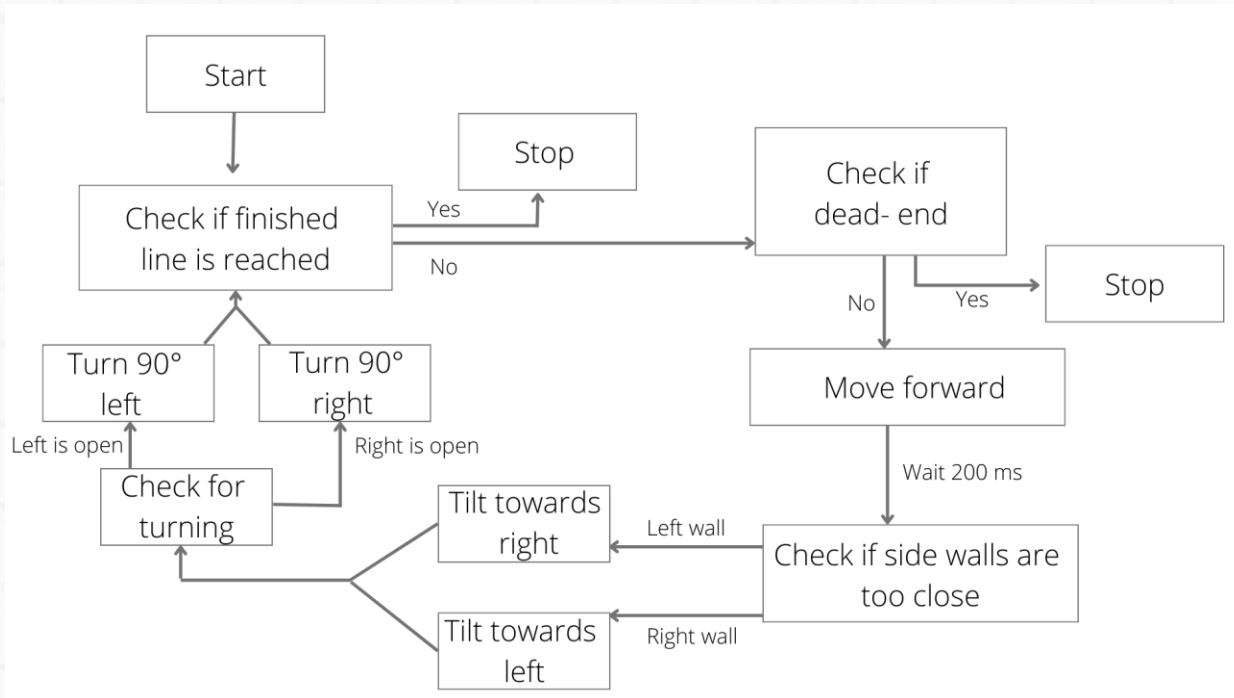 Start
Check if finished
line is reached
Yes
No
Stop
Check if
dead- end
No
Yes
Stop
Move forward
Wait 200 ms
Check if side walls are
too close
Left wall
Right wall
Tilt towards
right
Tilt towards
left
Check for
turning
Left is open
Right is open
Turn 90°
left
Turn 90°
right